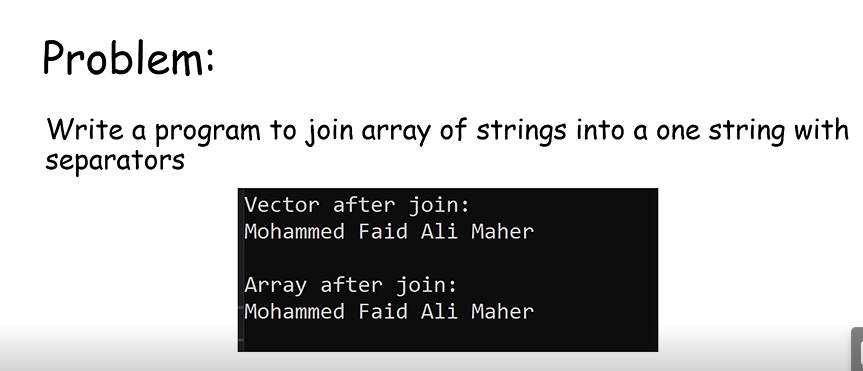 Problem:
Write a program to join array of strings into a one string with
separators
Vector after join:
Mohammed Faid Ali Maher
Array after join:
Mohammed Faid Ali Maher